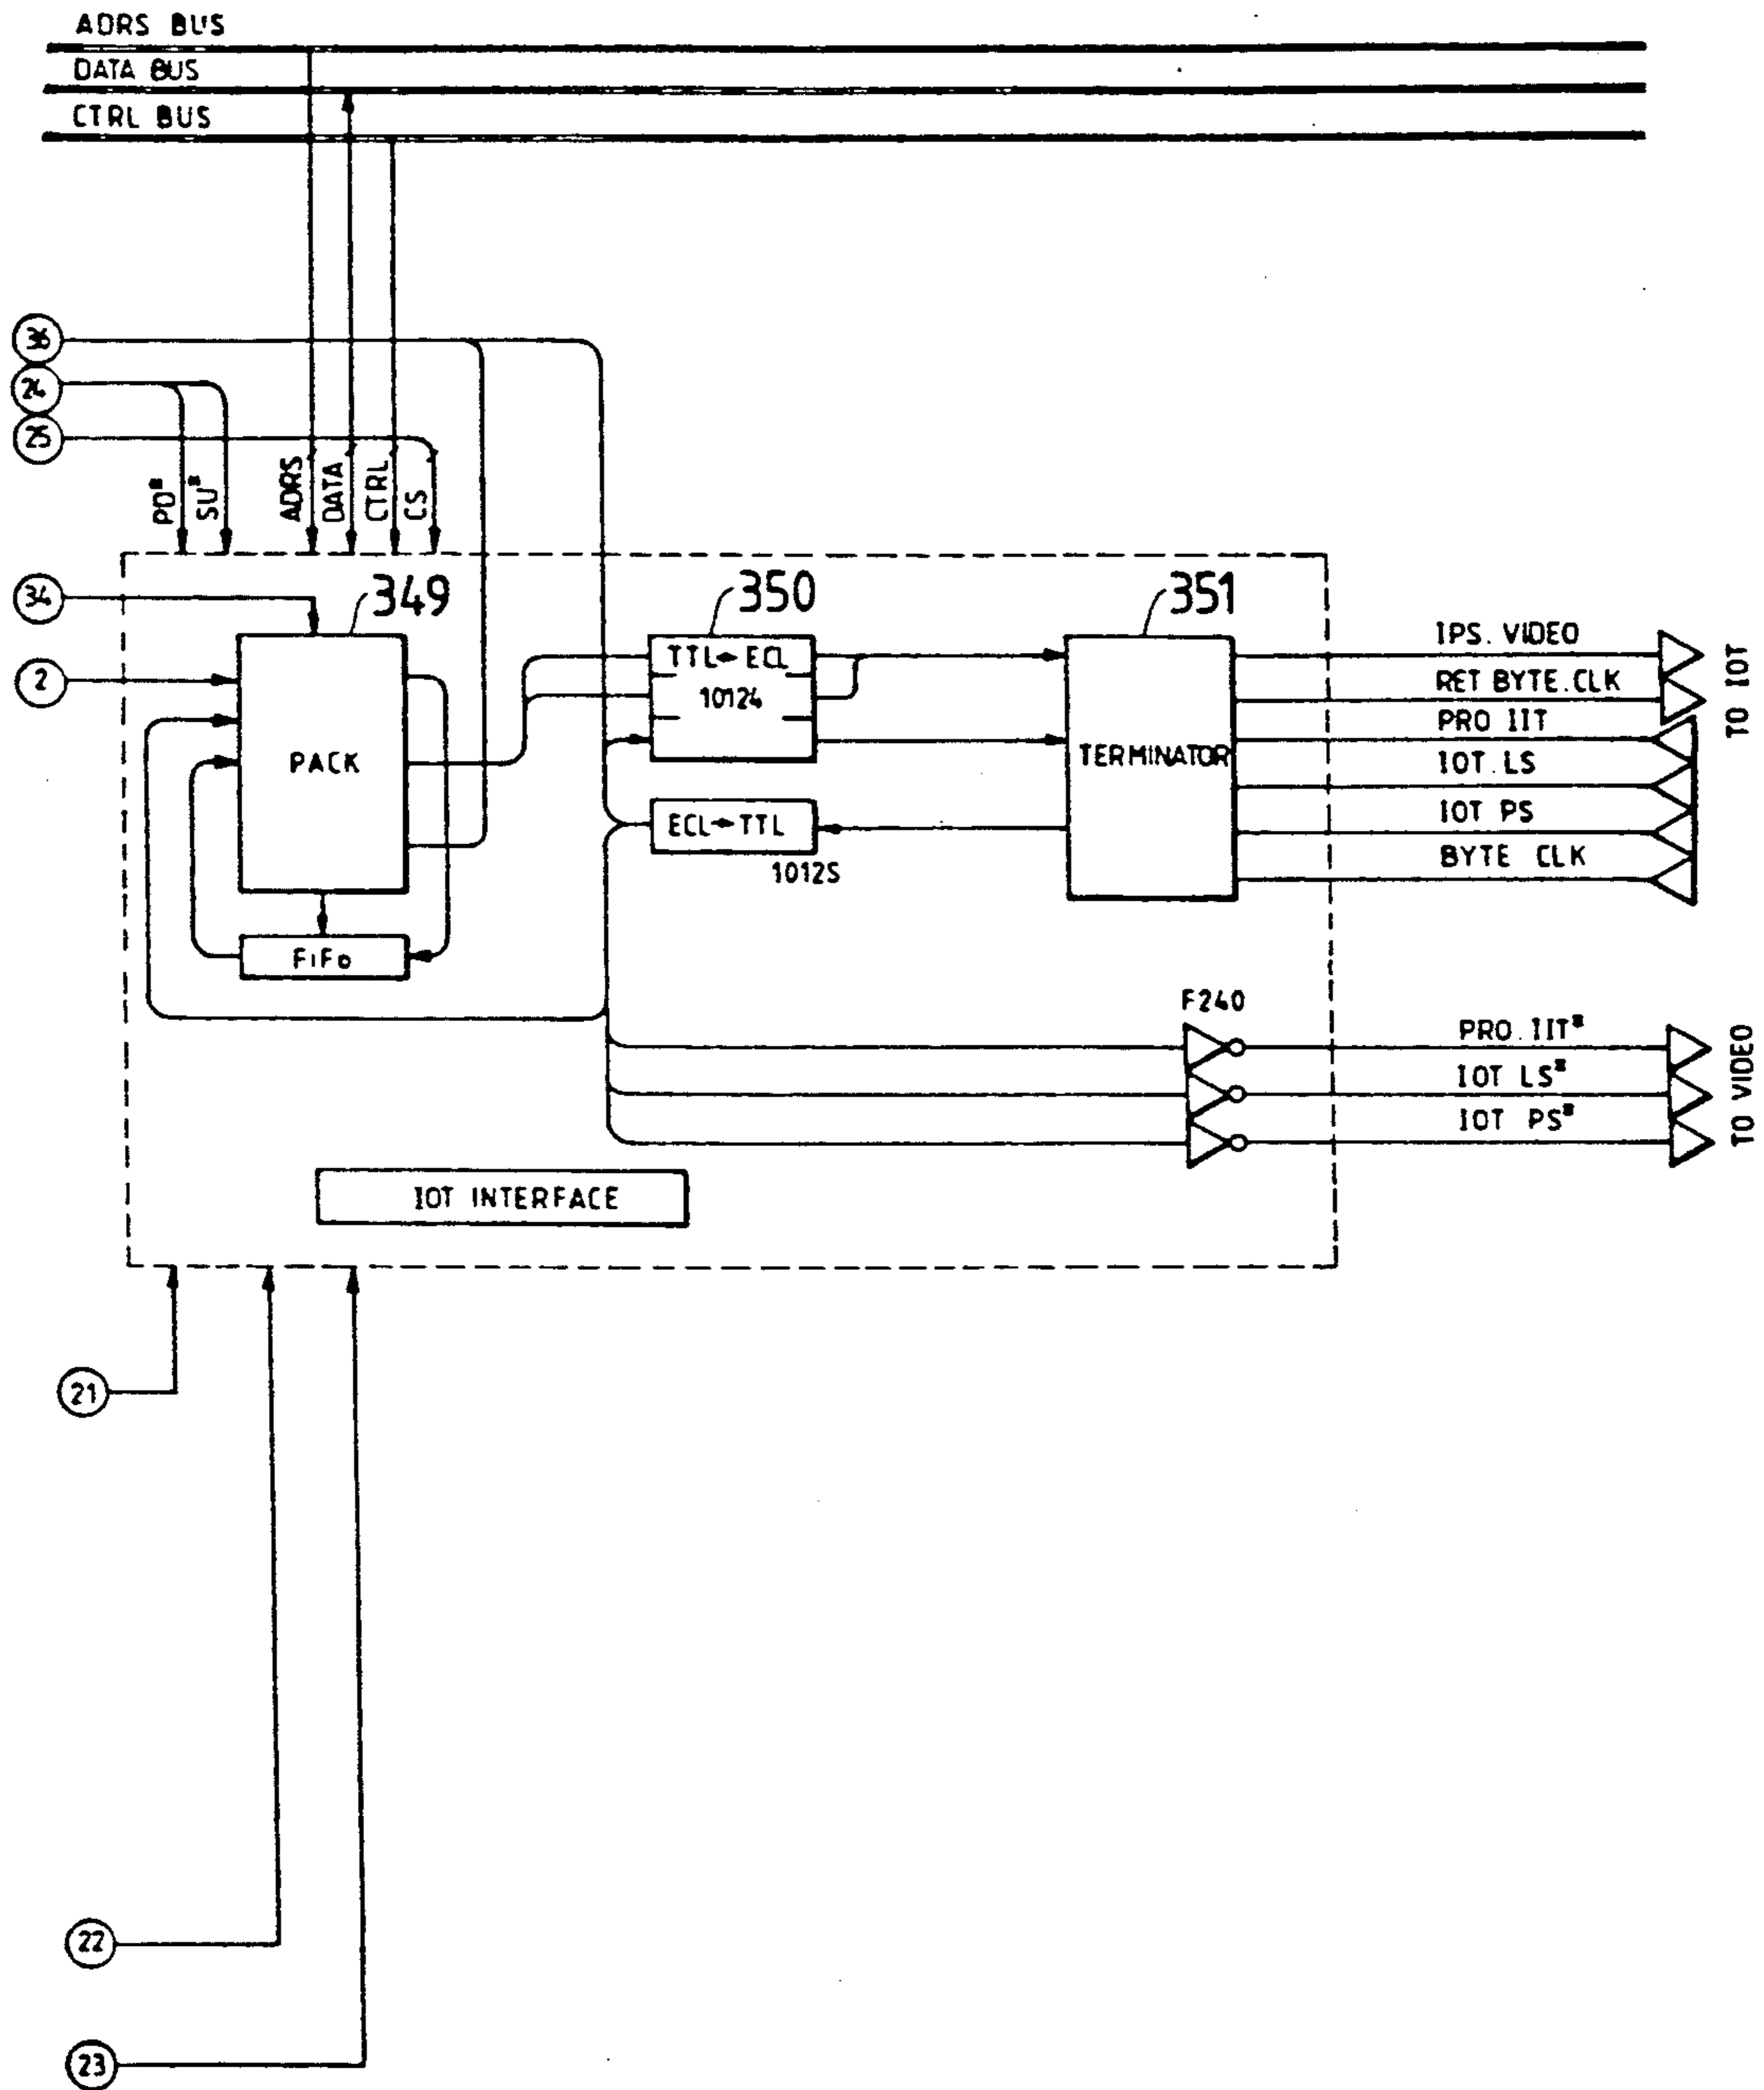 ADRS BUS
DATA BUS
CTRL BUS
36
24
25
PD*
SU*
ADRS
DATA
CTRL
CS
34
349
350
351
2
TTL→ECL
10124
PACK
TERMINATOR
ECL→TTL
10125
FiFo
IPS. VIDEO
RET BYTE.CLK
PRO IIT
IOT.LS
IOT PS
BYTE CLK
TO IOT
F240
PRO.IIT*
IOT LS*
IOT PS*
TO VIDEO
IOT INTERFACE
21
22
23